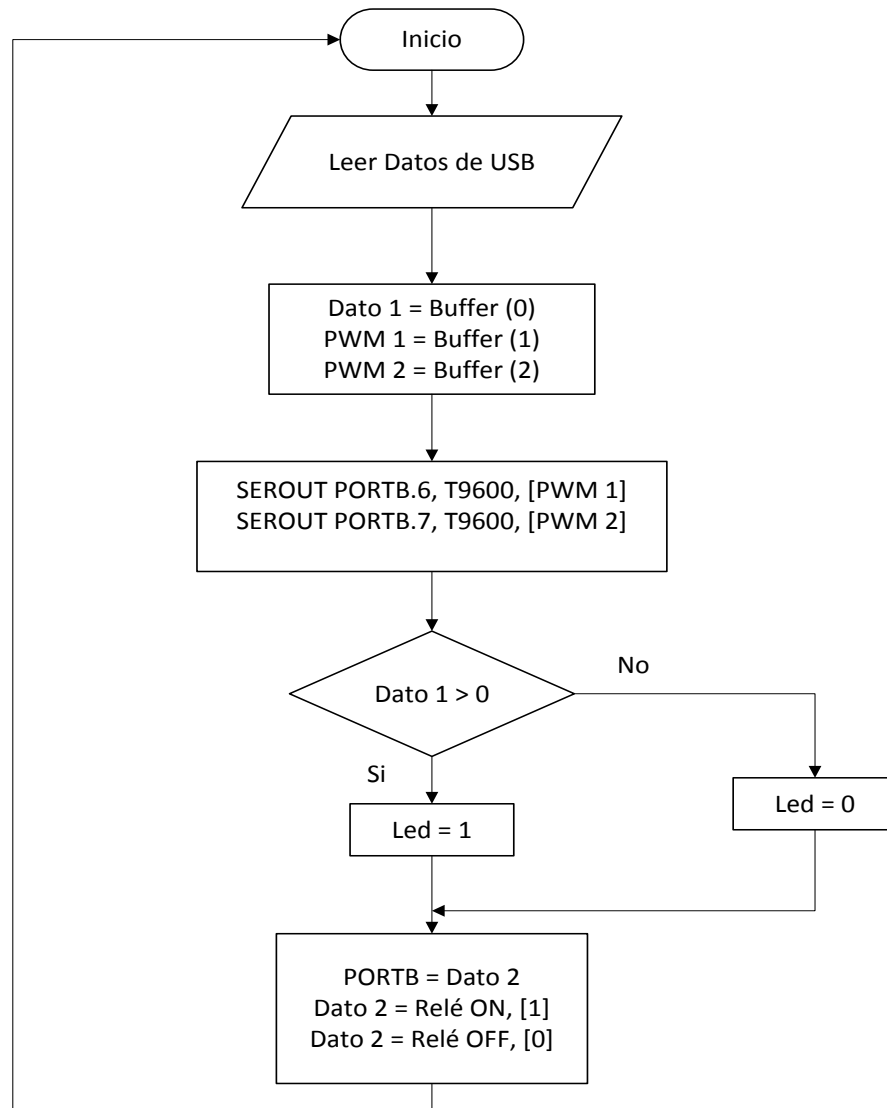 Inicio
Leer Datos de USB
Dato 1 = Buffer (0)
PWM 1 = Buffer (1)
PWM 2 = Buffer (2)
SEROUT PORTB.6, T9600, [PWM 1]
SEROUT PORTB.7, T9600, [PWM 2]
Dato 1 > 0
No
Si
Led = 1
Led = 0
PORTB = Dato 2
Dato 2 = Relé ON, [1]
Dato 2 = Relé OFF, [0]